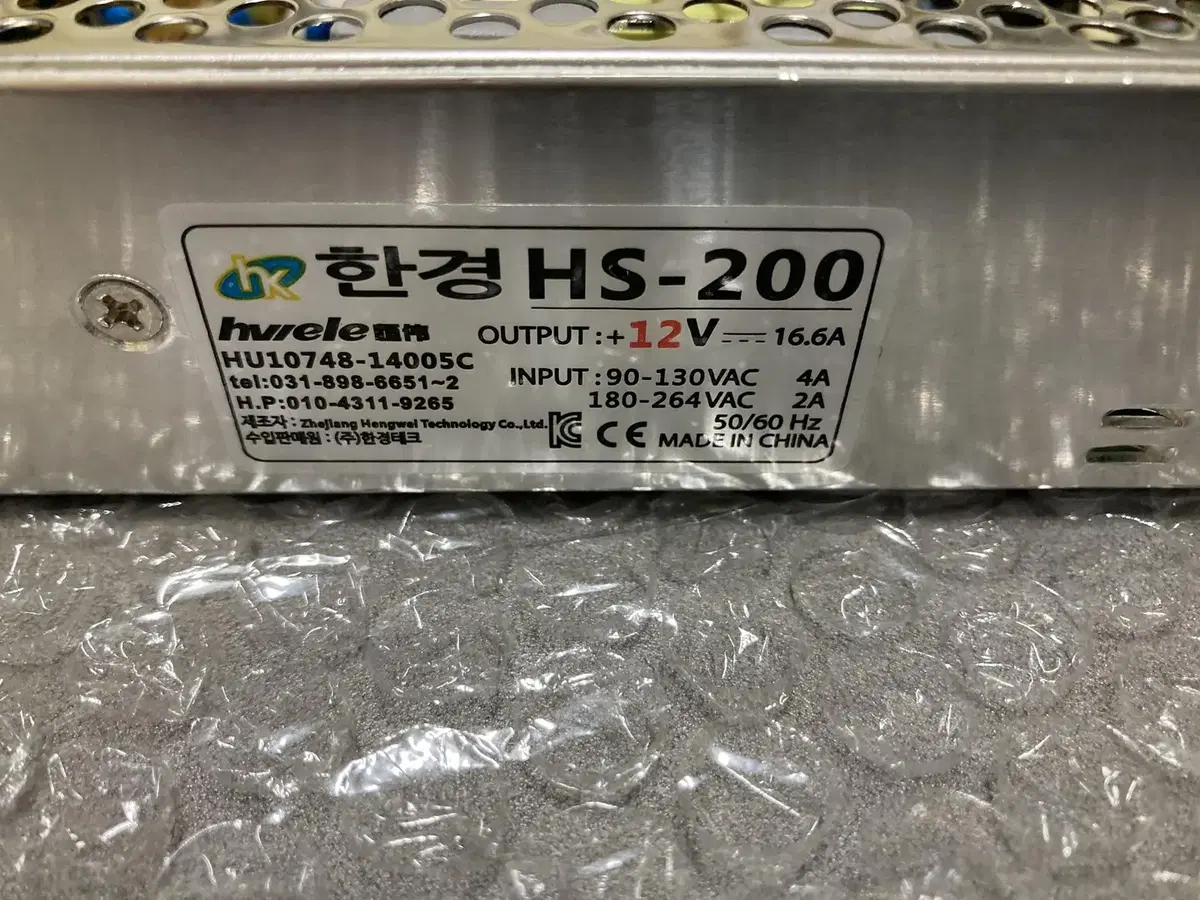 hk 한경 HS-200
hwele 恒伟 OUTPUT:+12V⎓16.6A
HU10748-14005C
tel:031-898-6651~2
H.P:010-4311-9265
제조자: Zhejiang Hengwei Technology Co.,Ltd.
수입판매원: (주)한경테크
INPUT:90-130VAC 4A
180-264VAC 2A
50/60 Hz
CE MADE IN CHINA